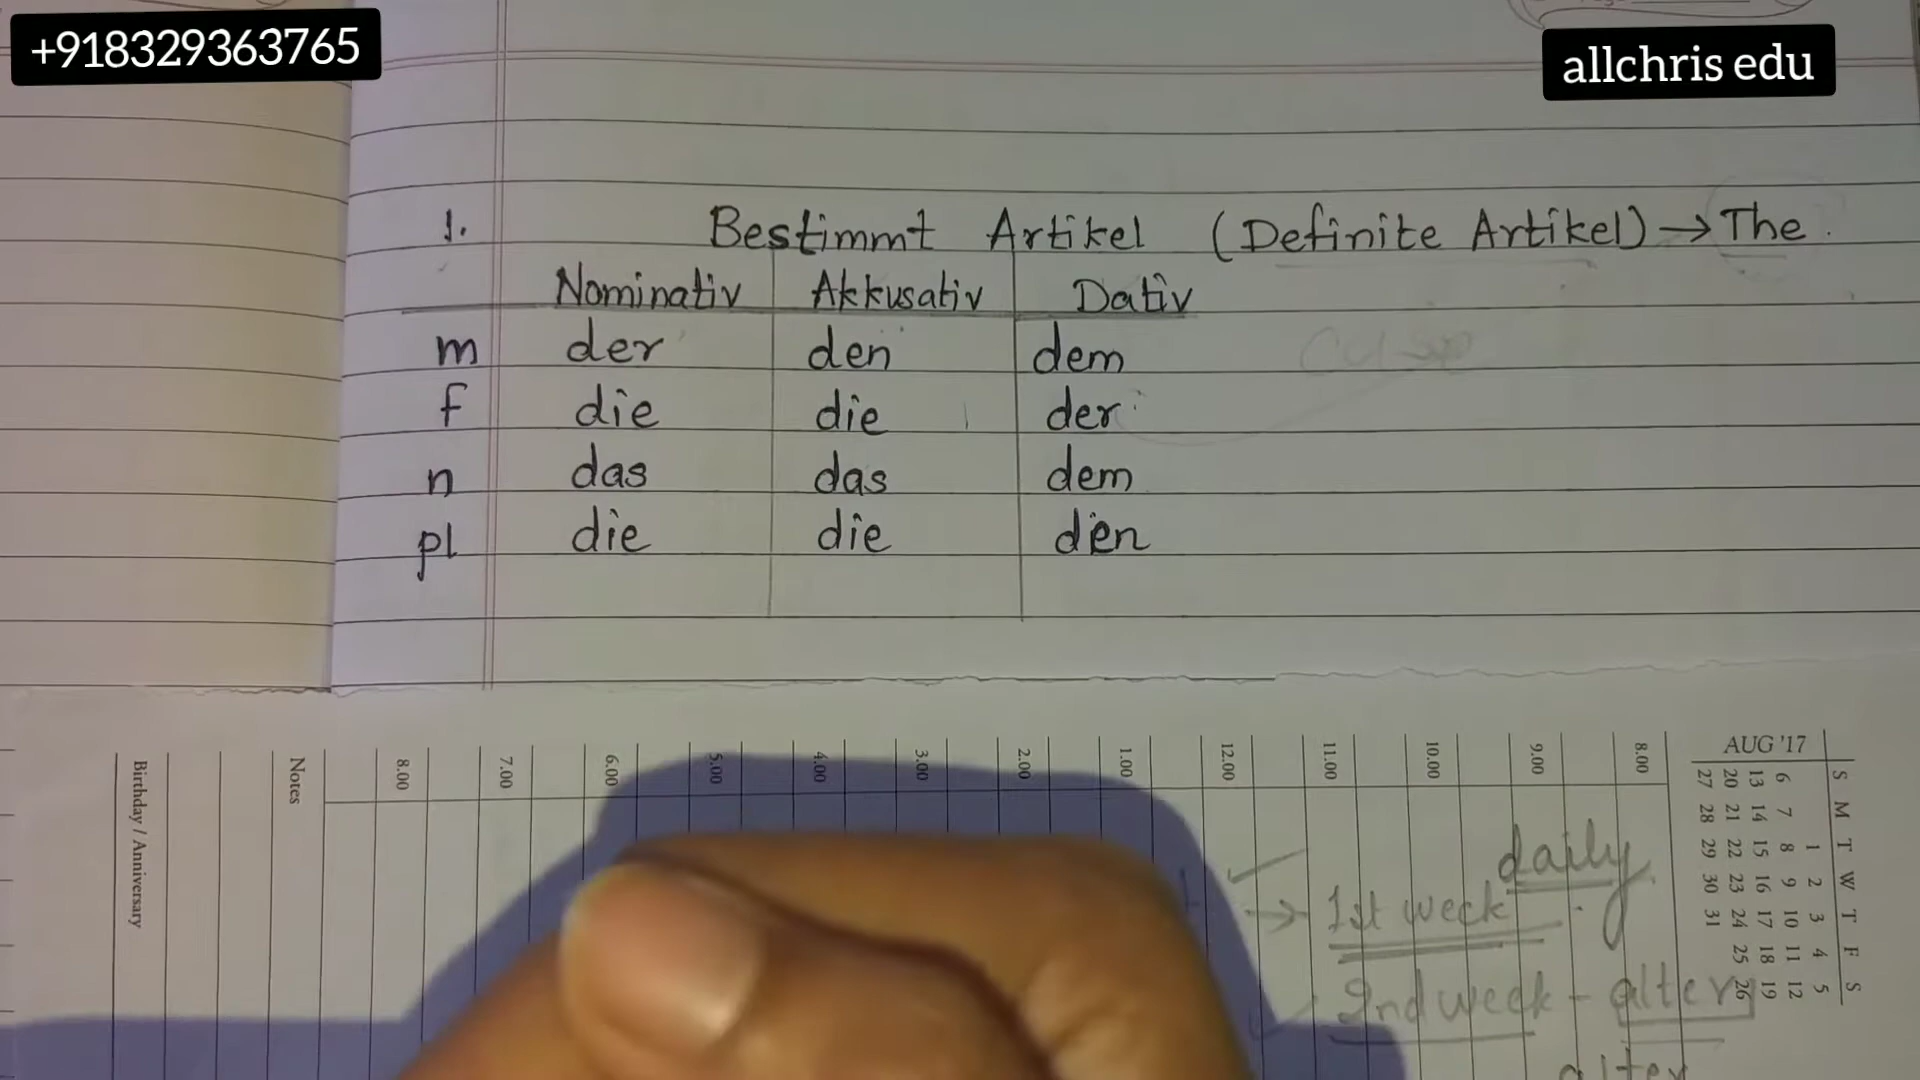 +918329363765
allchris edu
1. Bestimmt Artikel (Definite Artikel) → The.
Nominativ Akkusativ Dativ
m der den dem
f die die der
n das das dem
pl die die den
AUG '17
S M T W T F S
1 2 3 4 5
6 7 8 9 10 11 12
13 14 15 16 17 18 19
20 21 22 23 24 25 26
27 28 29 30 31
8.00
9.00
10.00
11.00
12.00
1.00
2.00
3.00
4.00
5.00
6.00
7.00
8.00
Notes
Birthday / Anniversary
daily
→ 1st week
2nd week - alter
alter